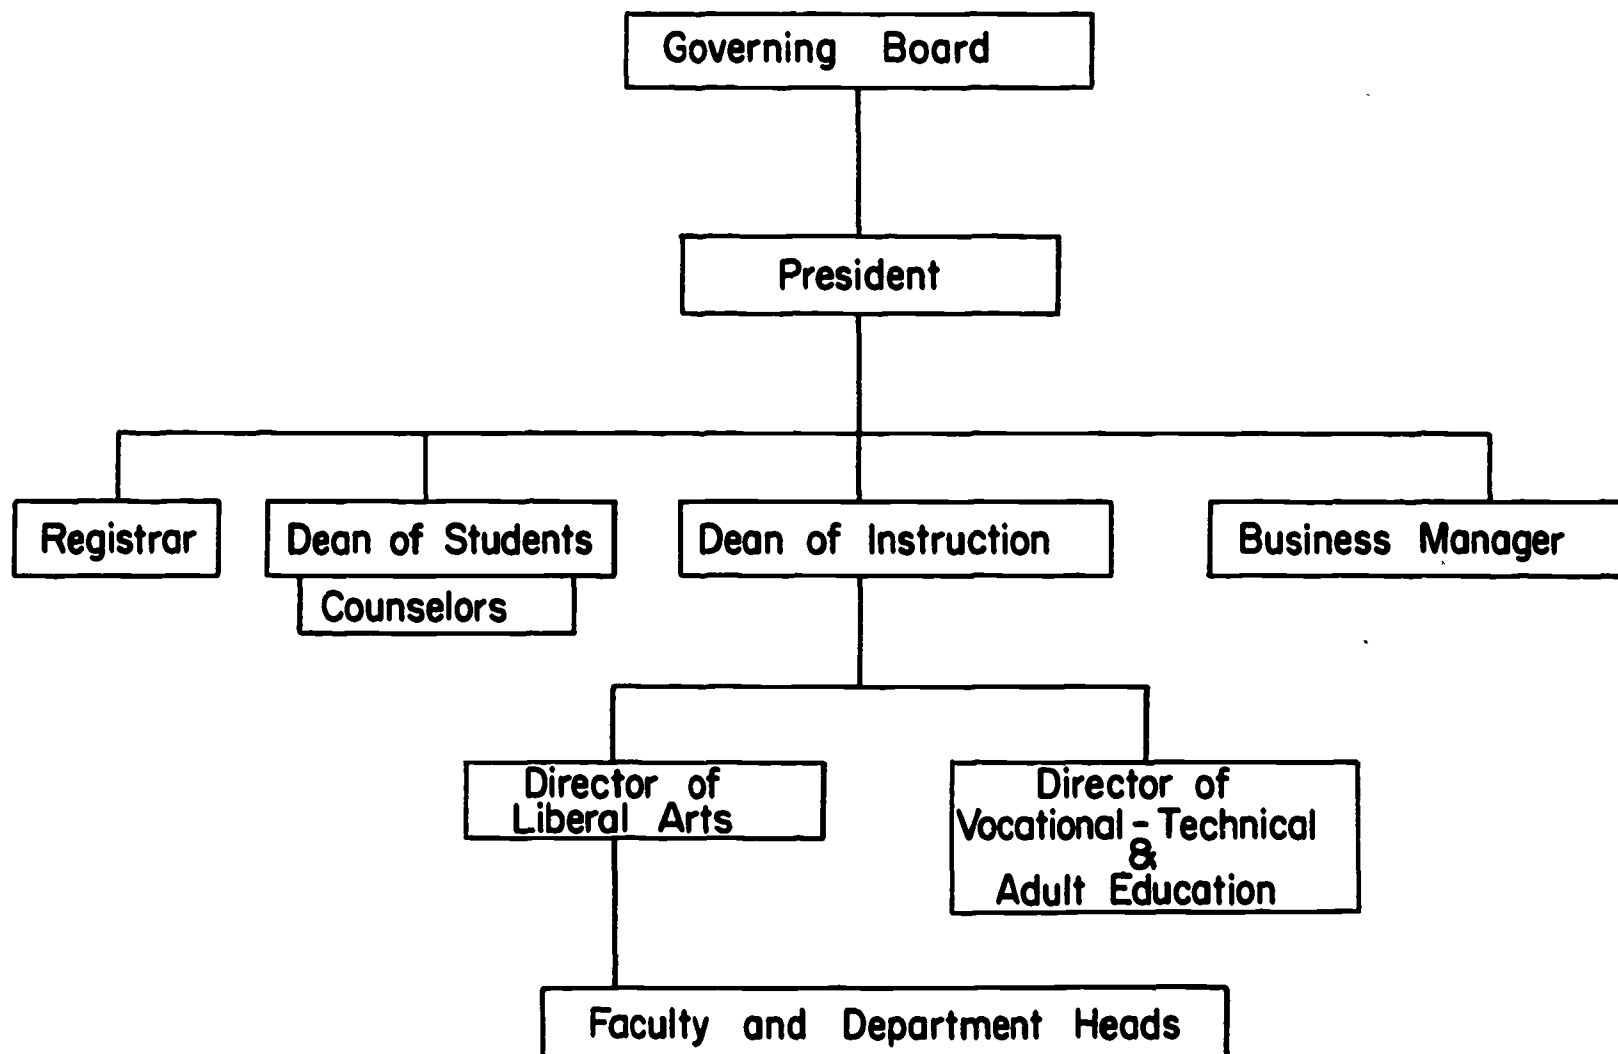 Governing Board
President
Registrar
Dean of Students
Dean of Instruction
Business Manager
Counselors
Director of
Liberal Arts
Director of
Vocational - Technical
&
Adult Education
Faculty and Department Heads